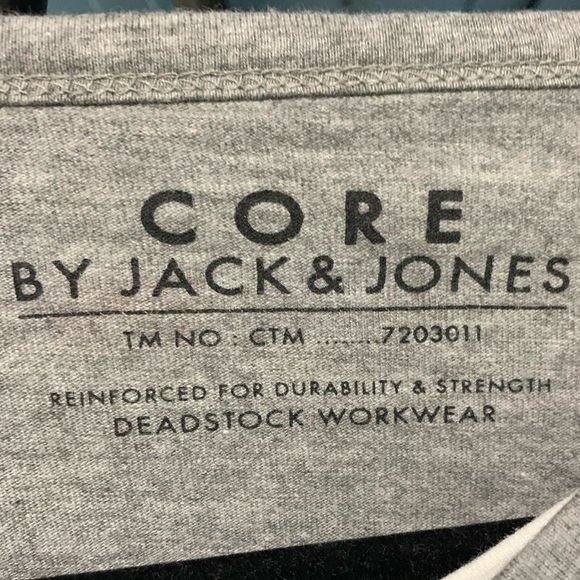 CORE
BY JACK & JONES
TM NO : CTM ........7203011
REINFORCED FOR DURABILITY & STRENGTH
DEADSTOCK WORKWEAR